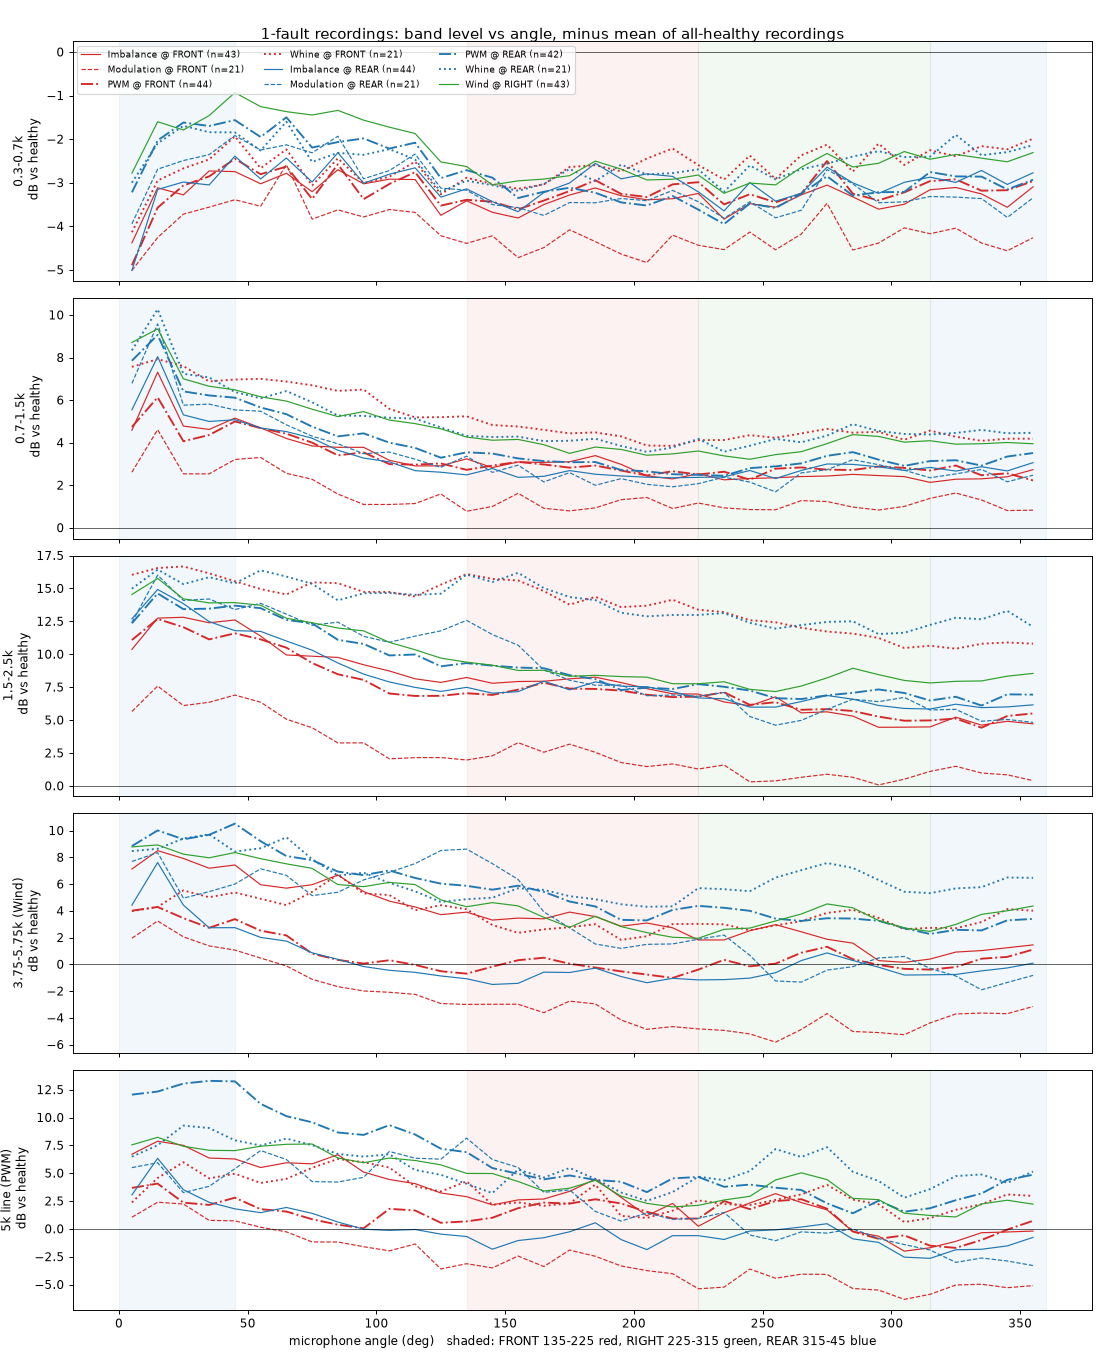 1-fault recordings: band level vs angle, minus mean of all-healthy recordings
Imbalance @ FRONT (n=43)
Modulation @ FRONT (n=21)
PWM @ FRONT (n=44)
Whine @ FRONT (n=21)
Imbalance @ REAR (n=44)
Modulation @ REAR (n=21)
PWM @ REAR (n=42)
Whine @ REAR (n=21)
Wind @ RIGHT (n=43)
0.3-0.7k
dB vs healthy
0
−1
−2
−3
−4
−5
0.7-1.5k
dB vs healthy
10
8
6
4
2
0
1.5-2.5k
dB vs healthy
17.5
15.0
12.5
10.0
7.5
5.0
2.5
0.0
3.75-5.75k (Wind)
dB vs healthy
10
8
6
4
2
0
−2
−4
−6
5k line (PWM)
dB vs healthy
12.5
10.0
7.5
5.0
2.5
0.0
−2.5
−5.0
0 50 100 150 200 250 300 350
microphone angle (deg) shaded: FRONT 135-225 red, RIGHT 225-315 green, REAR 315-45 blue